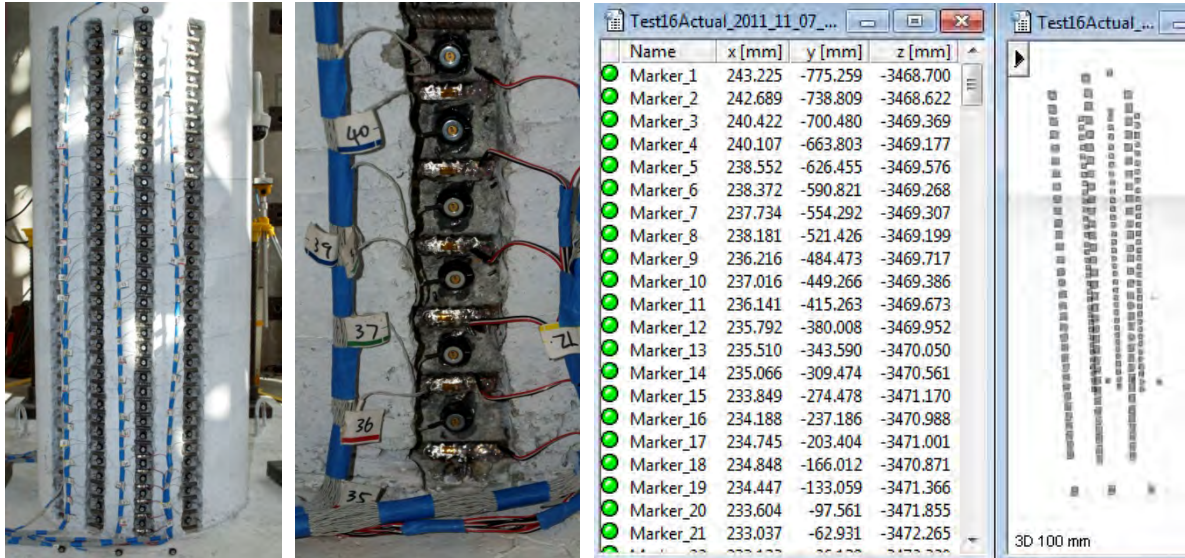 40
39
37
36
35
Test16Actual_2011_11_07_...
Name x [mm] y [mm] z [mm]
Marker_1 243.225 -775.259 -3468.700
Marker_2 242.689 -738.809 -3468.622
Marker_3 240.422 -700.480 -3469.369
Marker_4 240.107 -663.803 -3469.177
Marker_5 238.552 -626.455 -3469.576
Marker_6 238.372 -590.821 -3469.268
Marker_7 237.734 -554.292 -3469.307
Marker_8 238.181 -521.426 -3469.199
Marker_9 236.216 -484.473 -3469.717
Marker_10 237.016 -449.266 -3469.386
Marker_11 236.141 -415.263 -3469.673
Marker_12 235.792 -380.008 -3469.952
Marker_13 235.510 -343.590 -3470.050
Marker_14 235.066 -309.474 -3470.561
Marker_15 233.849 -274.478 -3471.170
Marker_16 234.188 -237.186 -3470.988
Marker_17 234.745 -203.404 -3471.001
Marker_18 234.848 -166.012 -3470.871
Marker_19 234.447 -133.059 -3471.366
Marker_20 233.604 -97.561 -3471.855
Marker_21 233.037 -62.931 -3472.265
Test16Actual_...
3D 100 mm